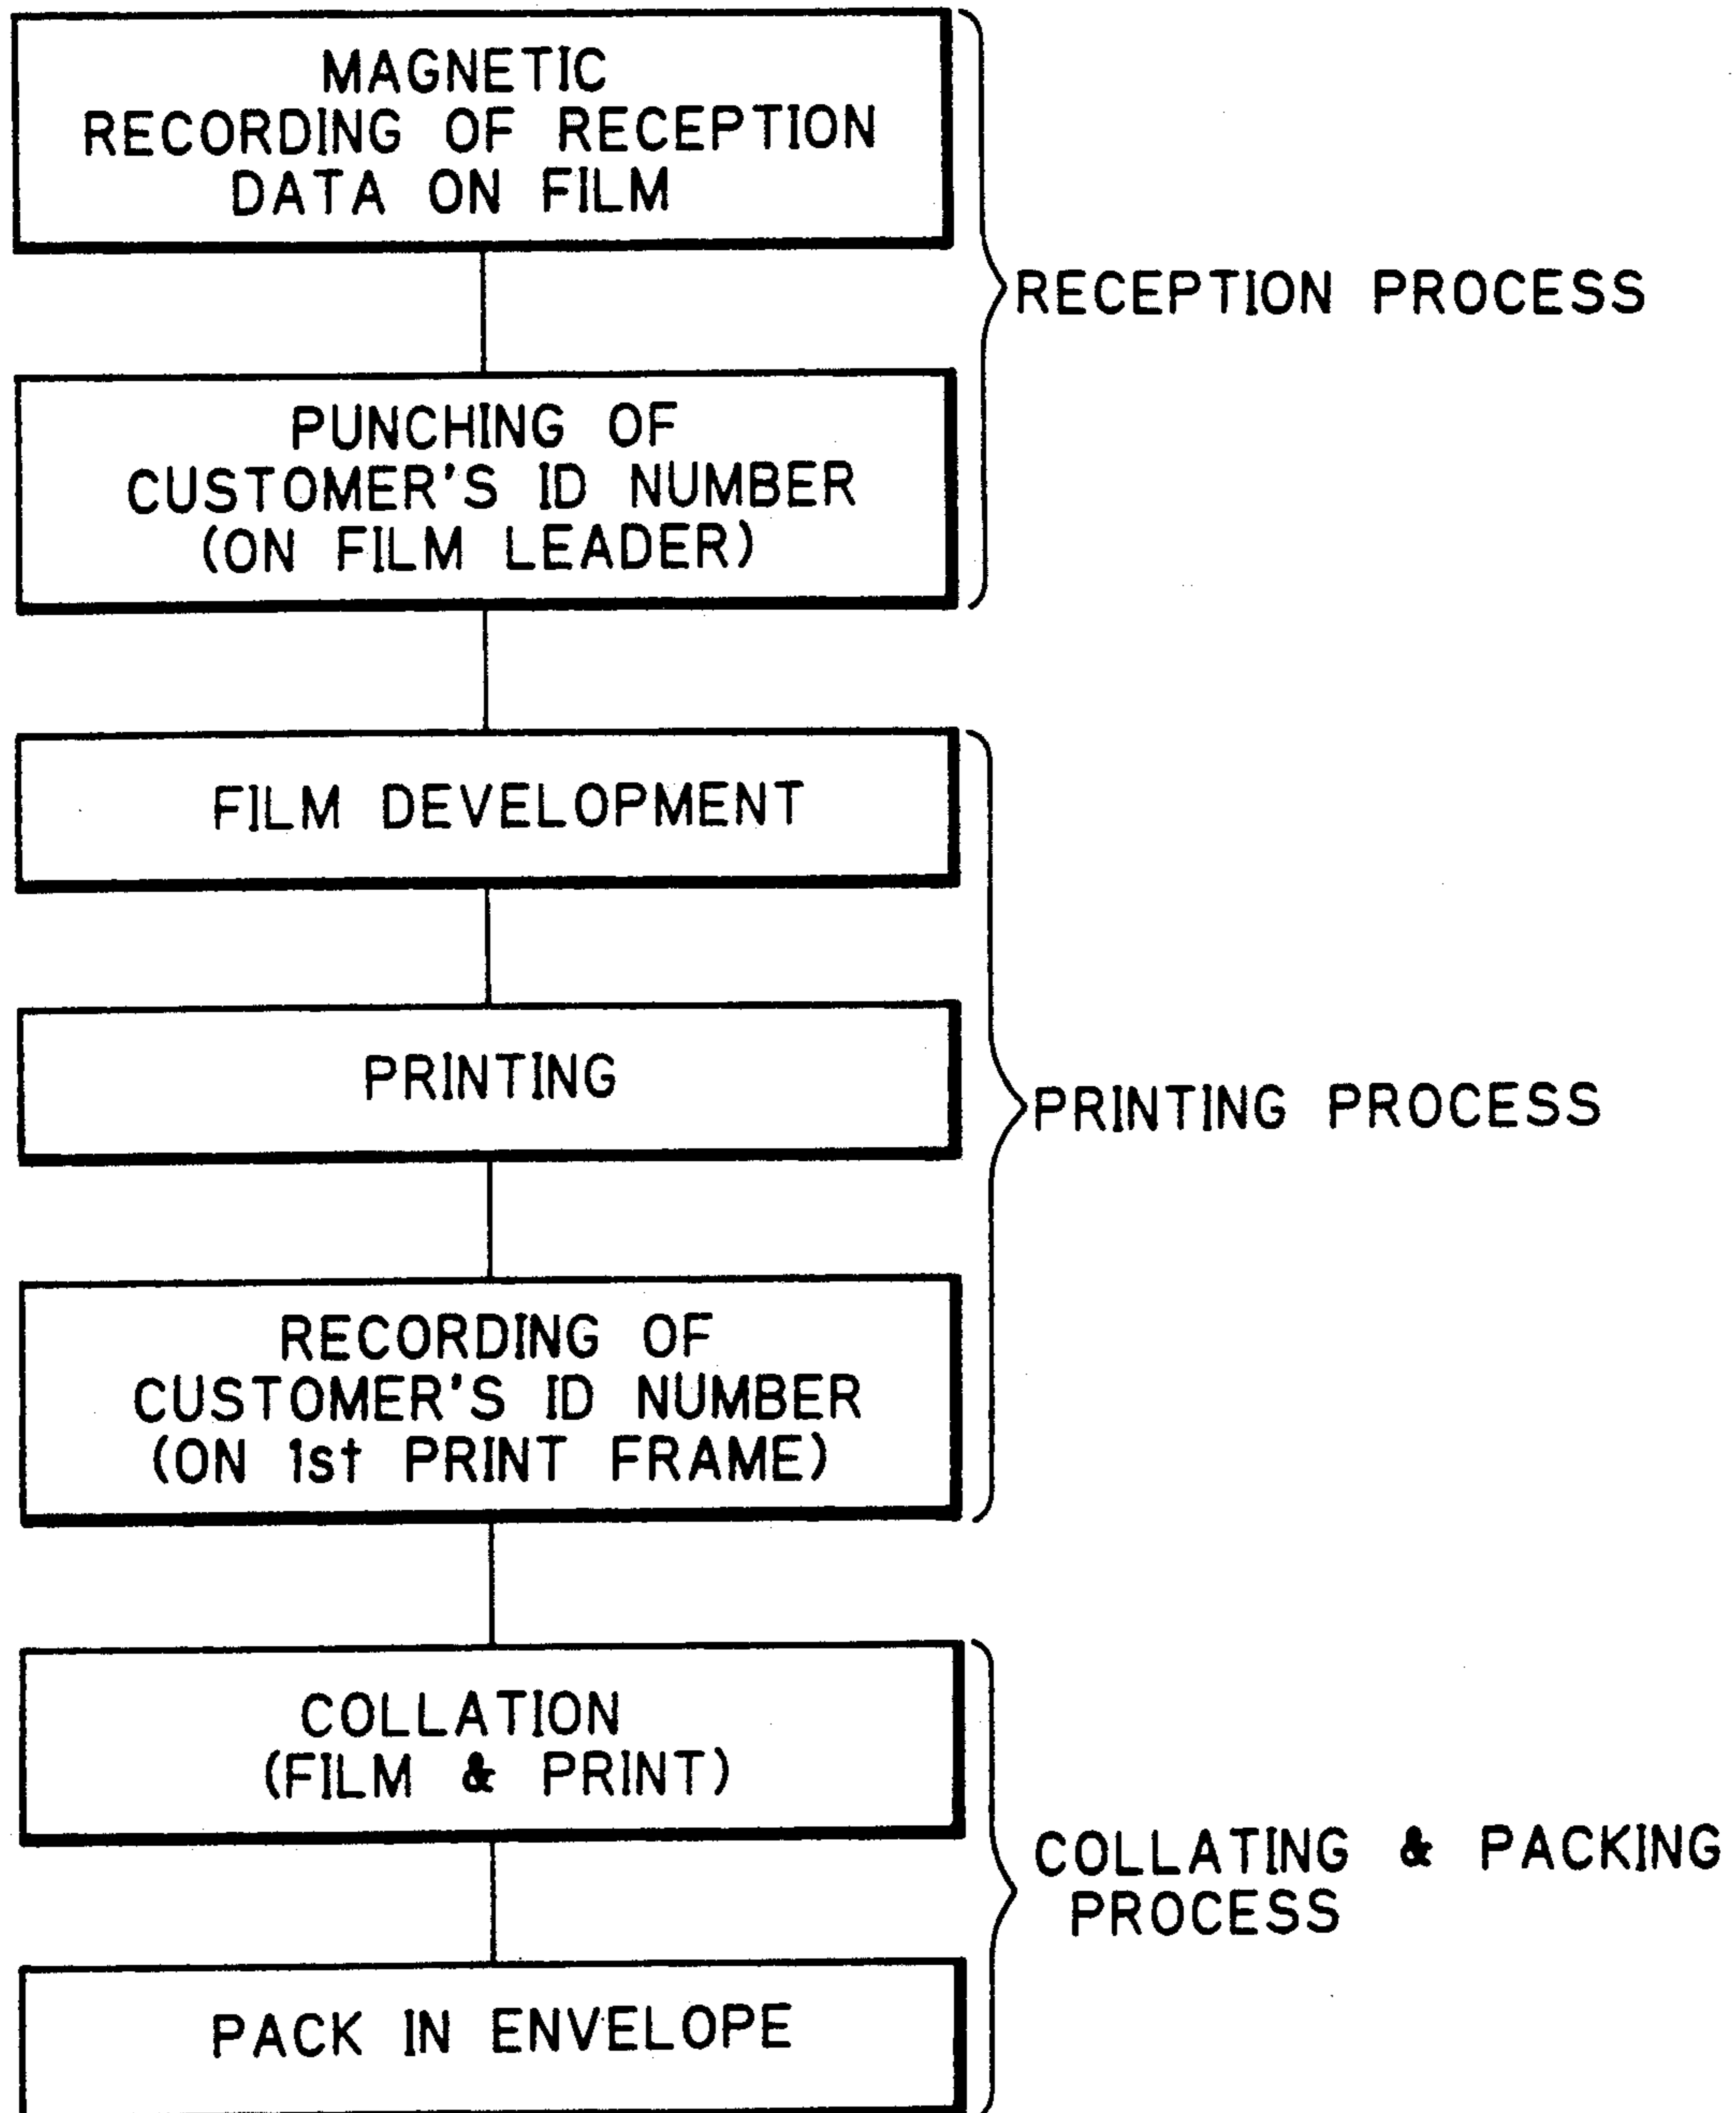 MAGNETIC
RECORDING OF RECEPTION
DATA ON FILM
RECEPTION PROCESS
PUNCHING OF
CUSTOMER'S ID NUMBER
(ON FILM LEADER)
FILM DEVELOPMENT
PRINTING
PRINTING PROCESS
RECORDING OF
CUSTOMER'S ID NUMBER
(ON 1st PRINT FRAME)
COLLATION
(FILM & PRINT)
COLLATING & PACKING
PROCESS
PACK IN ENVELOPE